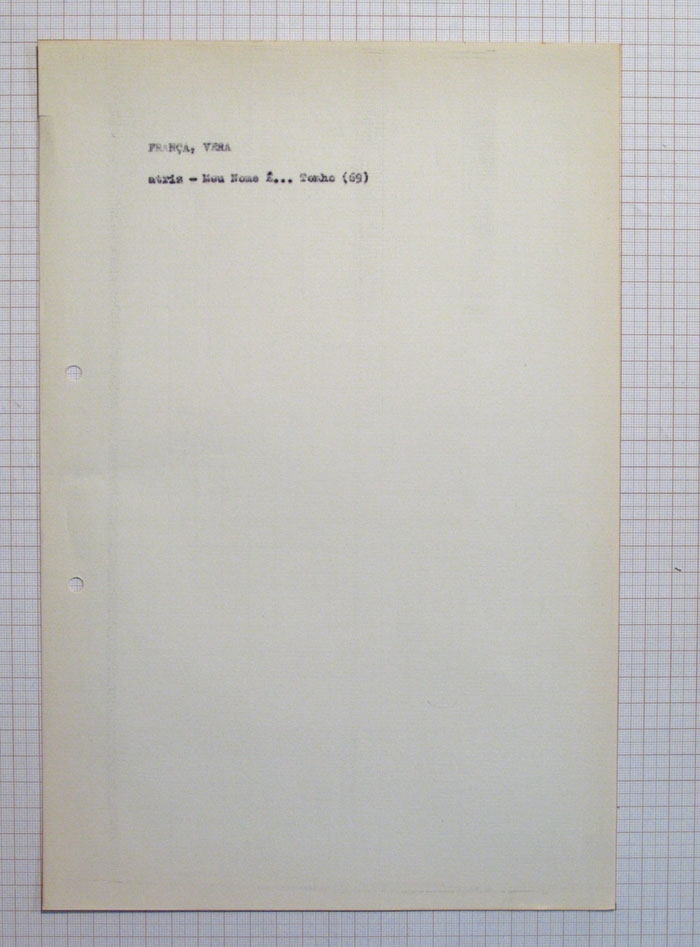 FRANÇA, VERA
atriz - Meu Nome É... Tonho (69)